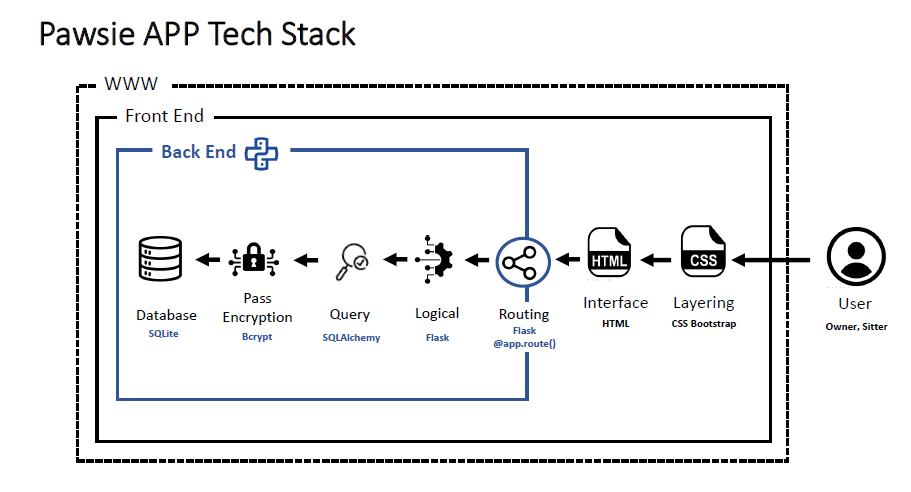 Pawsie APP Tech Stack
WWW
Front End
Back End
HTML
CSS
Database
SQLite
Pass
Encryption
Bcrypt
Query
SQLAlchemy
Logical
Flask
Routing
Flask
@app.route()
Interface
HTML
Layering
CSS Bootstrap
User
Owner, Sitter